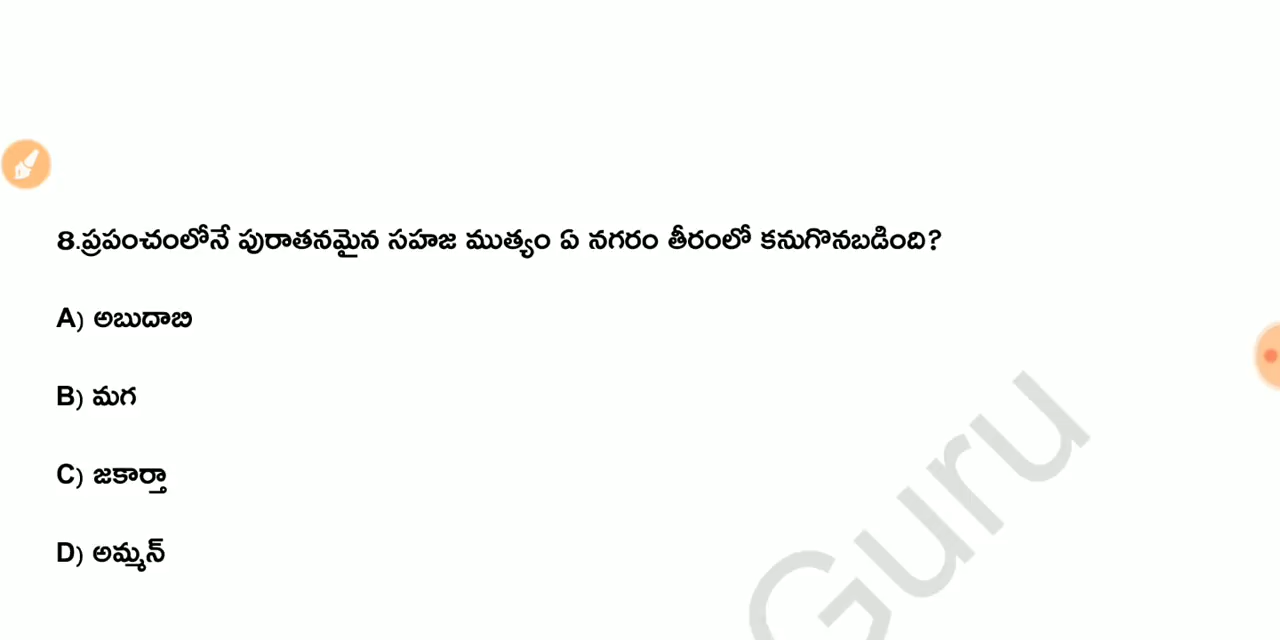 8.ప్రపంచంలోనే పురాతనమైన సహజ ముత్యం ఏ నగరం తీరంలో కనుగొనబడింది?
A) అబుదాబి
B) మగ
C) జకార్తా
D) అమ్మన్
Guru